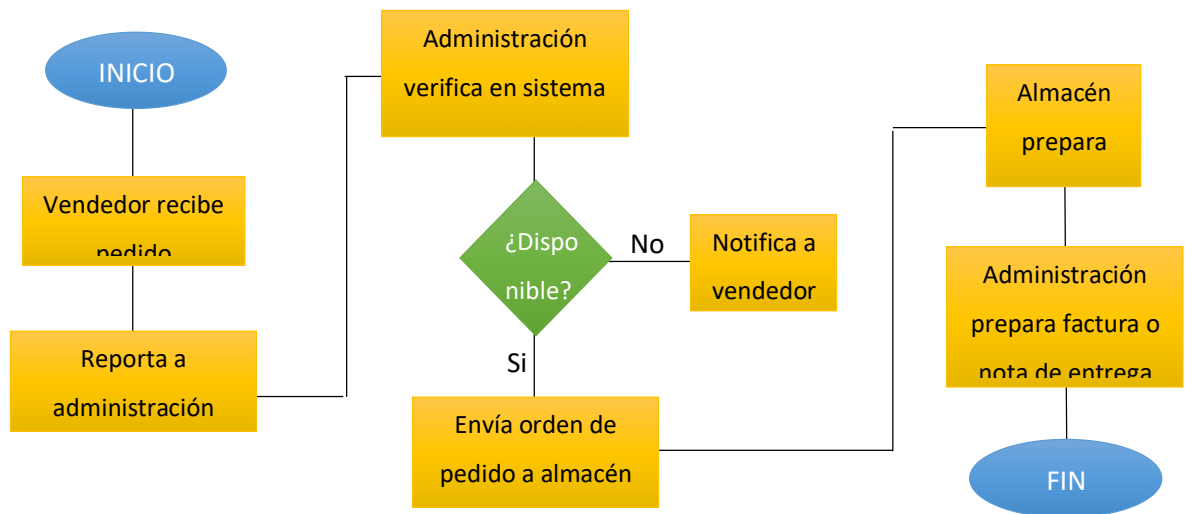 INICIO
Vendedor recibe
pedido
Reporta a
administración
Administración
verifica en sistema
¿Dispo
nible?
No
Notifica a
vendedor
Si
Envía orden de
pedido a almacén
Almacén
prepara
Administración
prepara factura o
nota de entrega
FIN